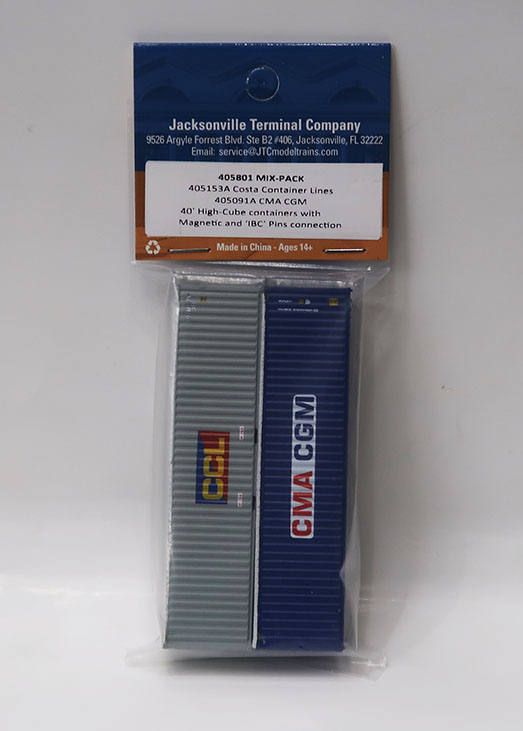 Jacksonville Terminal Company
9526 Argyle Forrest Blvd. Ste B2 #406, Jacksonville, FL 32222
Email: service@JTCmodeltrains.com
405801 MIX-PACK
405153A Costa Container Lines
405091A CMA CGM
40' High-Cube containers with
Magnetic and 'IBC' Pins connection
Made in China - Ages 14+
CCL
CMA CGM